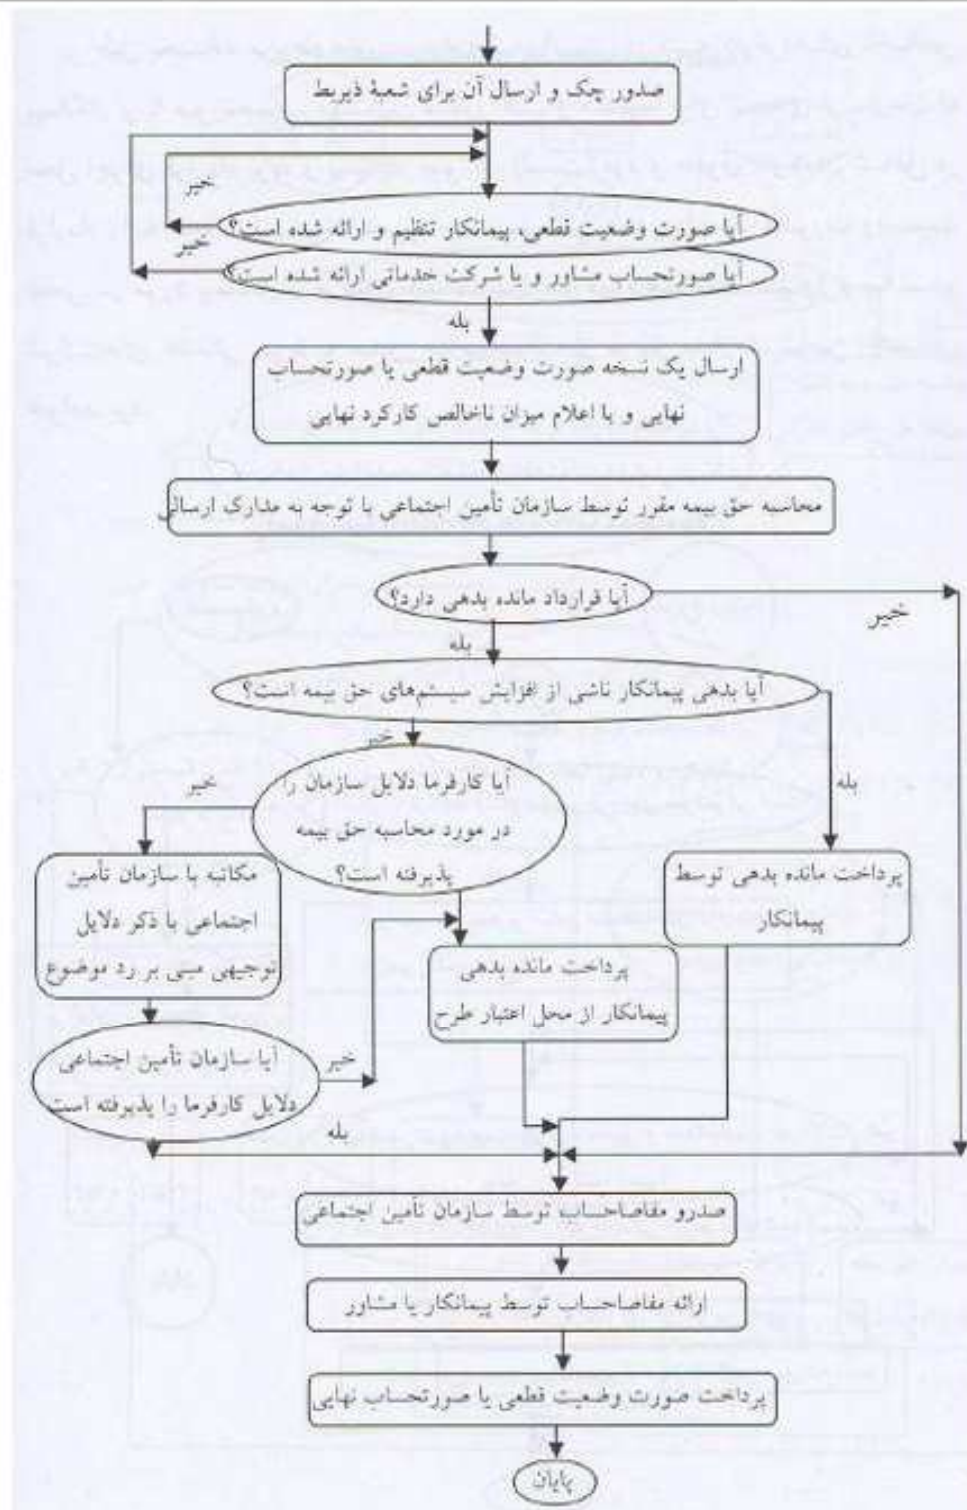 صدور چک و ارسال آن برای شعبهٔ ذیربط
خیر
آیا صورت وضعیت قطعی، پیمانکار تنظیم و ارائه شده است؟
خیر
آیا صورتحساب مشاور و یا شرکت خدماتی ارائه شده است؟
بله
ارسال یک نسخه صورت وضعیت قطعی یا صورتحساب
نهایی و یا اعلام میزان ناخالص کارکرد نهایی
محاسبه حق بیمه مقرر توسط سازمان تأمین اجتماعی با توجه به مدارک ارسالی
آیا قرارداد مانده بدهی دارد؟
خیر
بله
آیا بدهی پیمانکار ناشی از افزایش سیستم‌های حق بیمه است؟
خیر
بله
آیا کارفرما دلایل سازمان را
در مورد محاسبه حق بیمه
پذیرفته است؟
خیر
پرداخت مانده بدهی توسط
پیمانکار
مکاتبه با سازمان تأمین
اجتماعی با ذکر دلایل
توجیهی مبنی بر رد موضوع
پرداخت مانده بدهی
پیمانکار از محل اعتبار طرح
آیا سازمان تأمین اجتماعی
دلایل کارفرما را پذیرفته است
خیر
بله
صدرو مفاصاحساب توسط سازمان تأمین اجتماعی
ارائه مفاصاحساب توسط پیمانکار یا مشاور
پرداخت صورت وضعیت قطعی یا صورتحساب نهایی
پایان